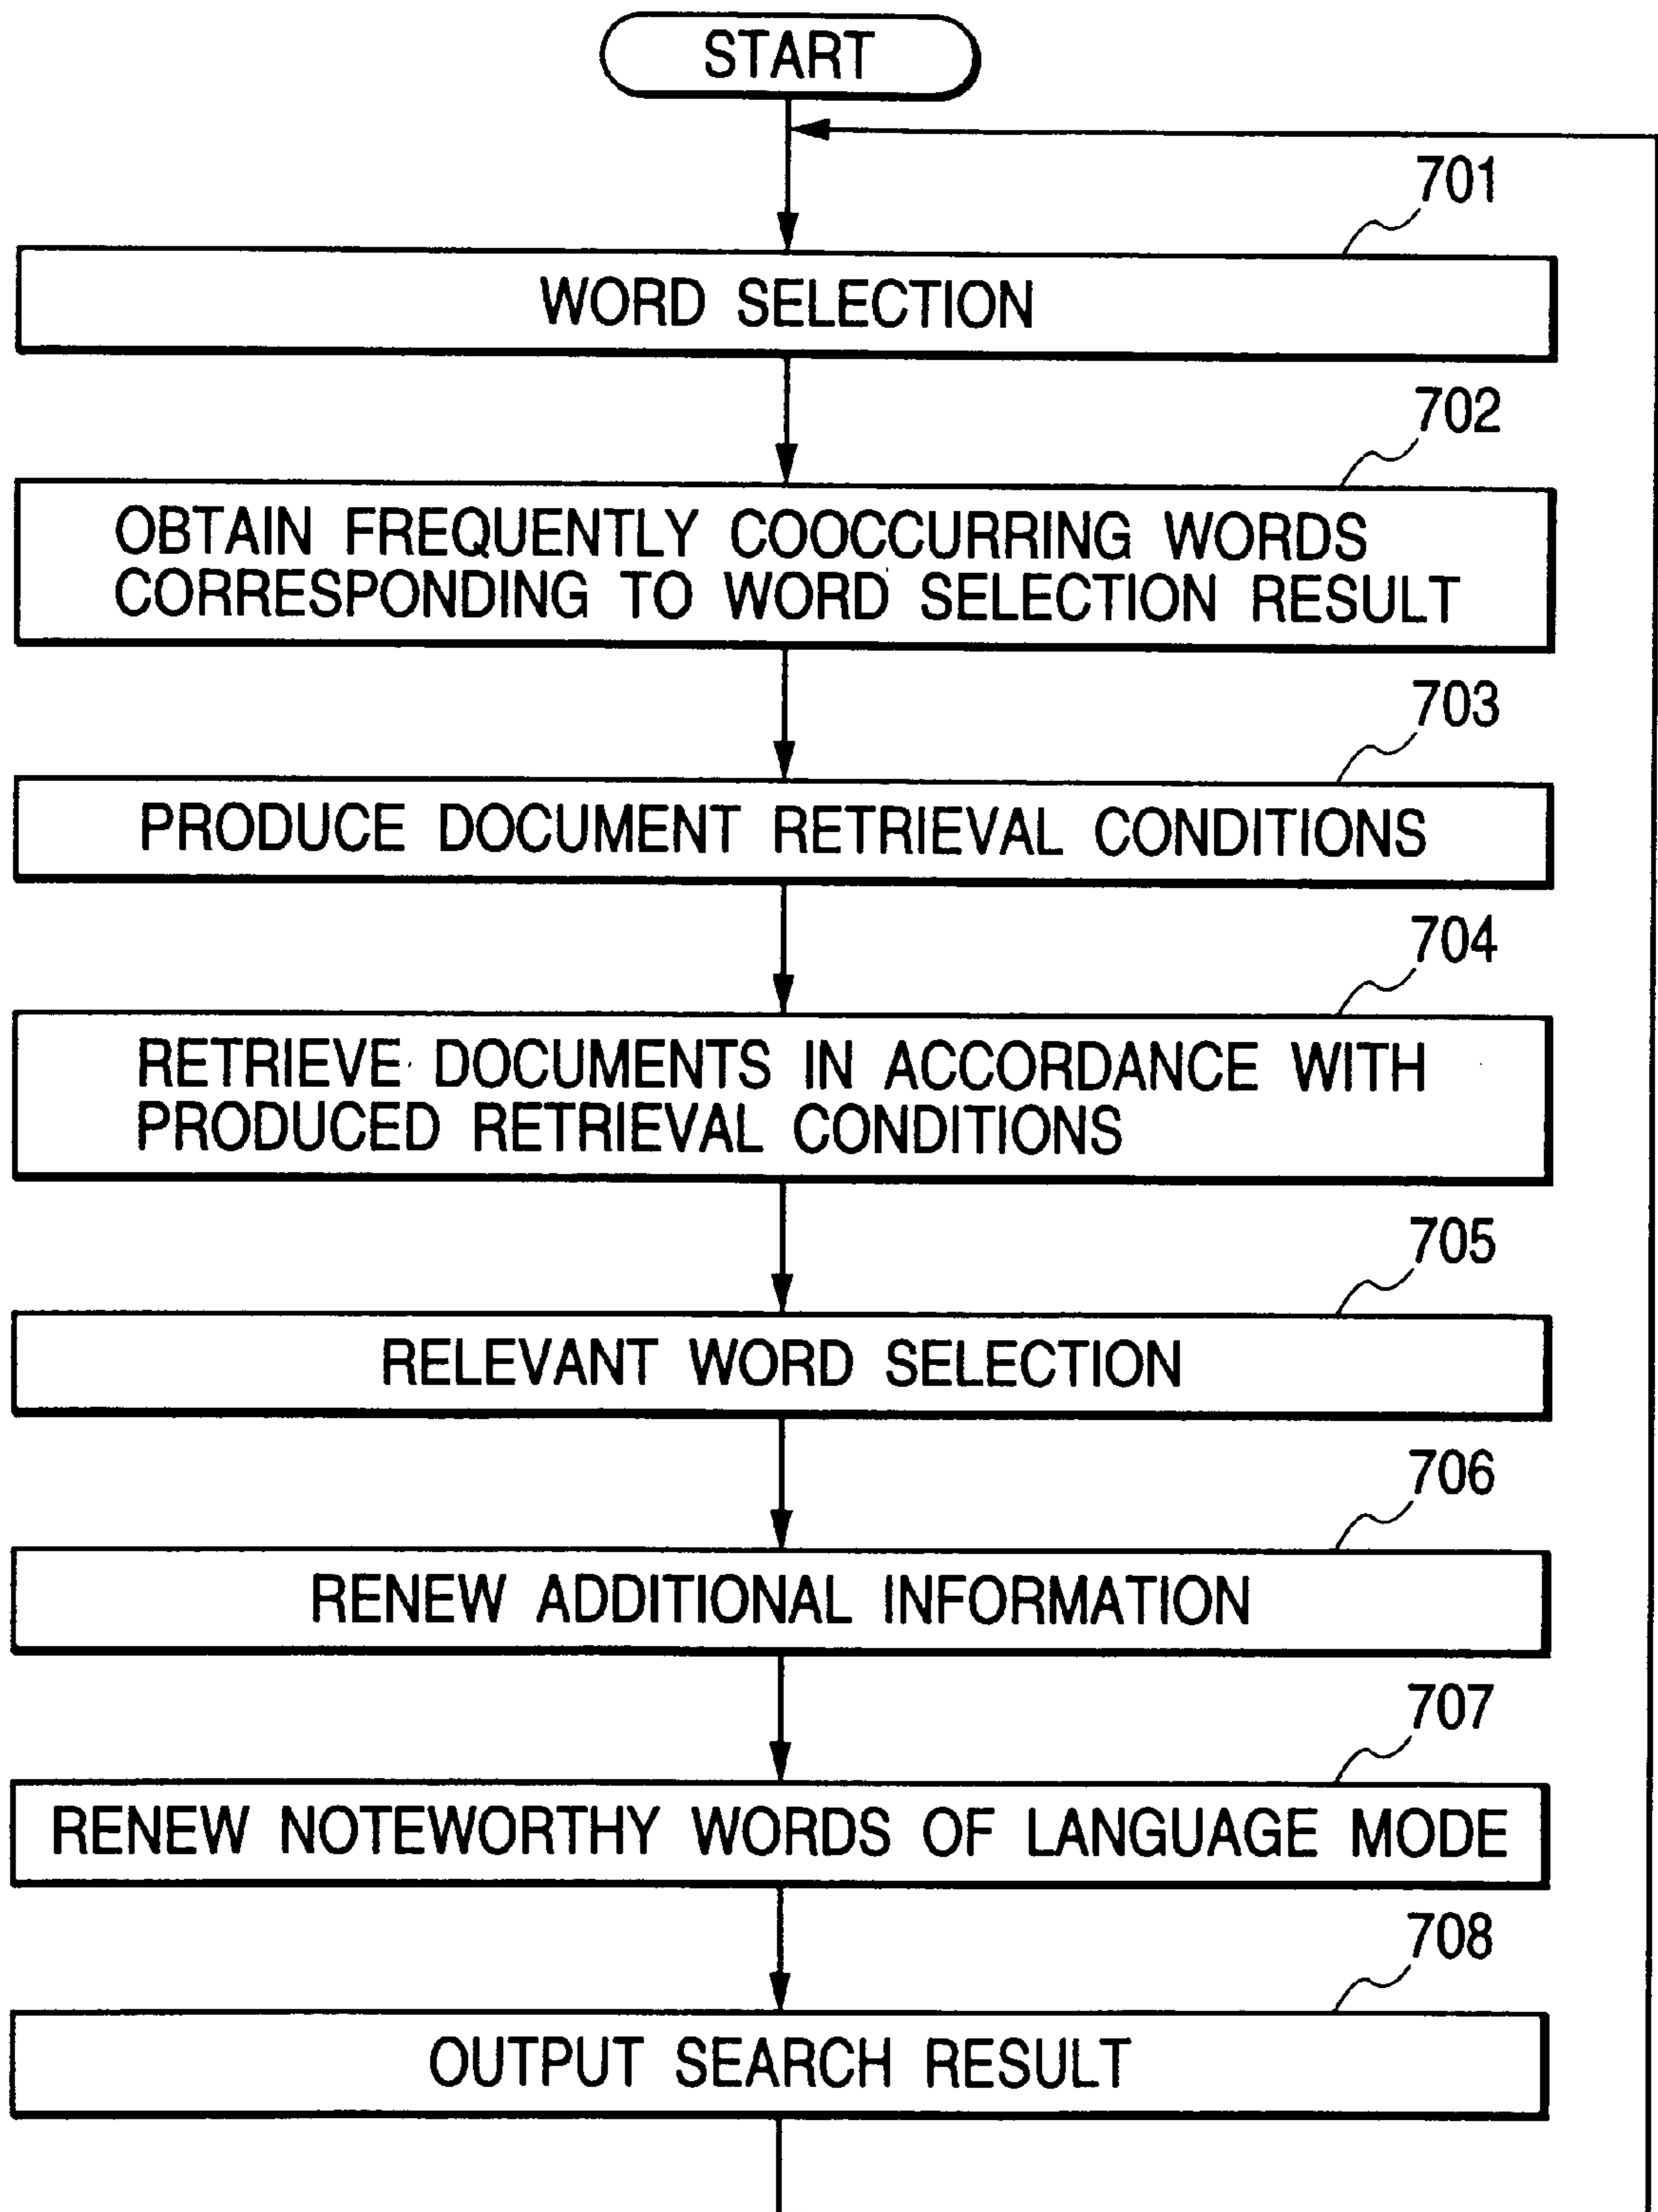 START
701
WORD SELECTION
702
OBTAIN FREQUENTLY COOCCURRING WORDS
CORRESPONDING TO WORD SELECTION RESULT
703
PRODUCE DOCUMENT RETRIEVAL CONDITIONS
704
RETRIEVE DOCUMENTS IN ACCORDANCE WITH
PRODUCED RETRIEVAL CONDITIONS
705
RELEVANT WORD SELECTION
706
RENEW ADDITIONAL INFORMATION
707
RENEW NOTEWORTHY WORDS OF LANGUAGE MODE
708
OUTPUT SEARCH RESULT